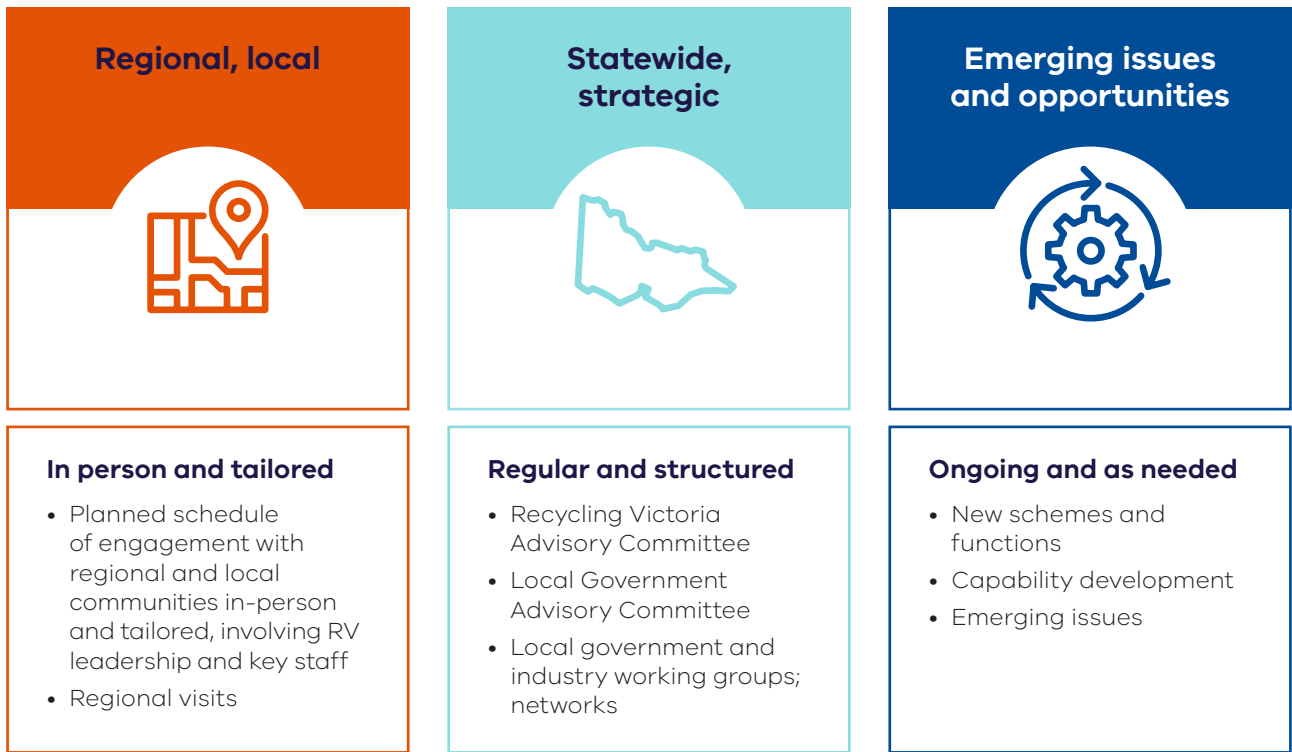 Regional, local
In person and tailored
• Planned schedule
of engagement with
regional and local
communities in-person
and tailored, involving RV
leadership and key staff
• Regional visits
Statewide,
strategic
Regular and structured
• Recycling Victoria
Advisory Committee
• Local Government
Advisory Committee
• Local government and
industry working groups;
networks
Emerging issues
and opportunities
Ongoing and as needed
• New schemes and
functions
• Capability development
• Emerging issues